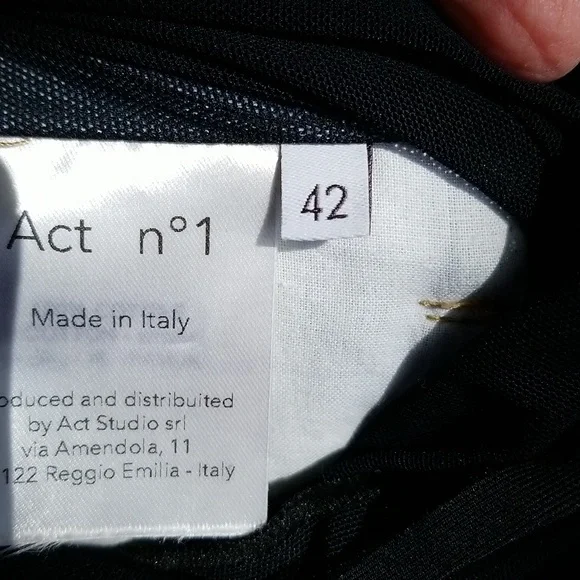 Act n°1
42
Made in Italy
oduced and distribuited
by Act Studio srl
via Amendola, 11
122 Reggio Emilia - Italy